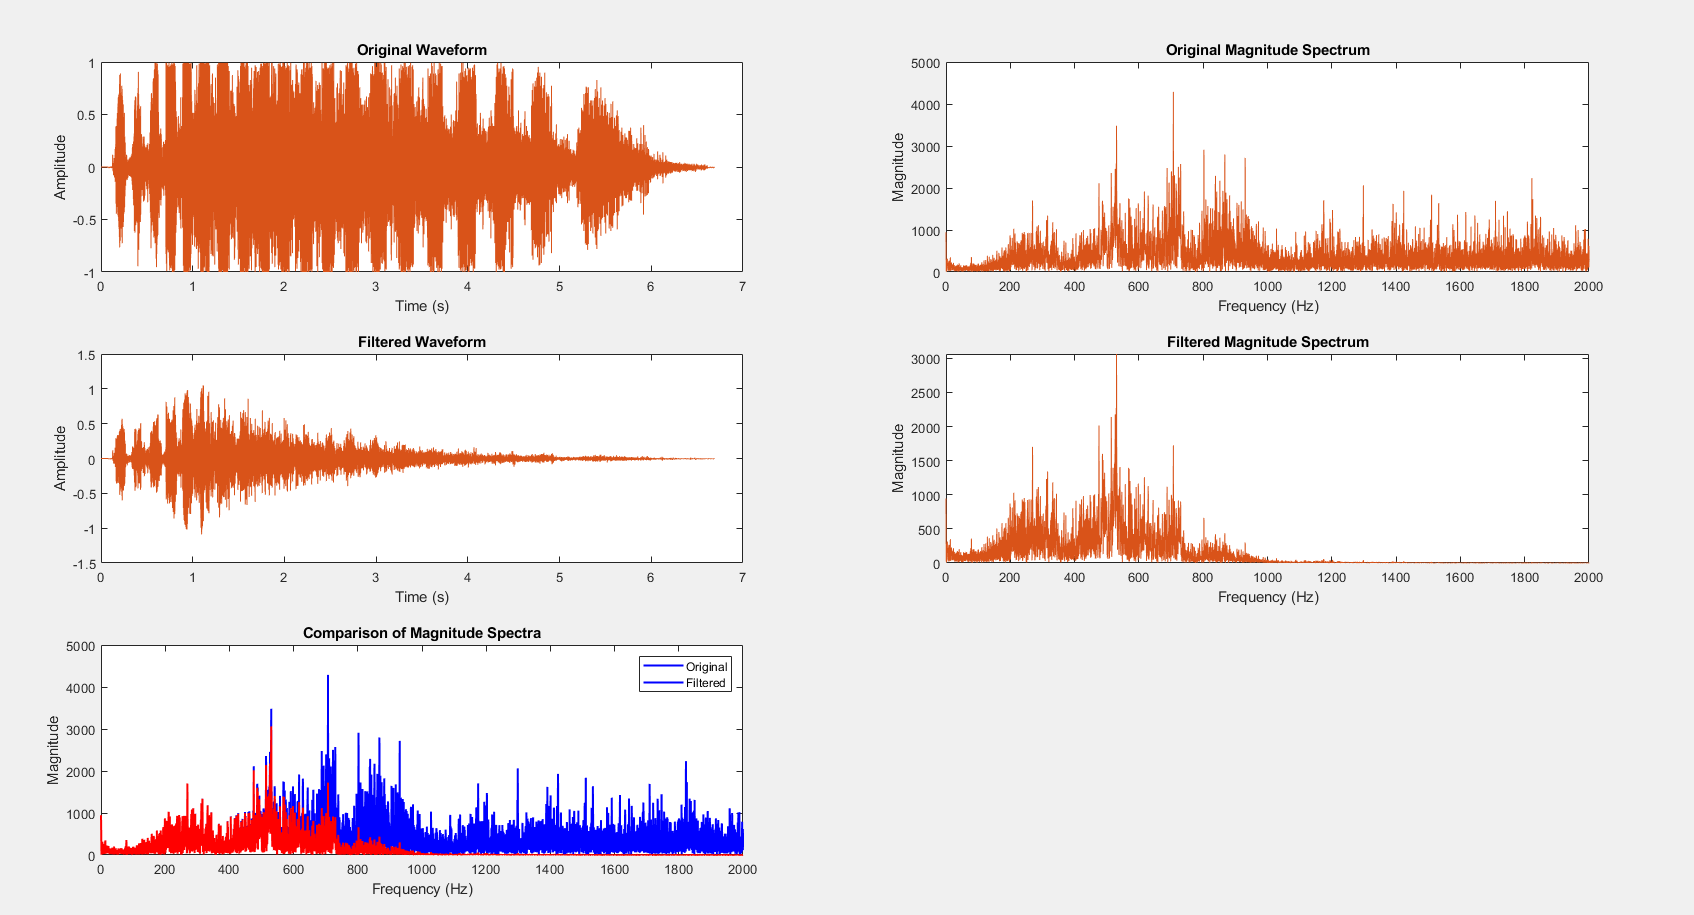 Original Waveform
1
0.5
0
-0.5
-1
Amplitude
0 1 2 3 4 5 6 7
Time (s)
Original Magnitude Spectrum
5000
4000
3000
2000
1000
0
Magnitude
0 200 400 600 800 1000 1200 1400 1600 1800 2000
Frequency (Hz)
Filtered Waveform
1.5
1
0.5
0
-0.5
-1
-1.5
Amplitude
0 1 2 3 4 5 6 7
Time (s)
Filtered Magnitude Spectrum
3000
2500
2000
1500
1000
500
0
Magnitude
0 200 400 600 800 1000 1200 1400 1600 1800 2000
Frequency (Hz)
Comparison of Magnitude Spectra
5000
4000
3000
2000
1000
0
Magnitude
Original
Filtered
0 200 400 600 800 1000 1200 1400 1600 1800 2000
Frequency (Hz)